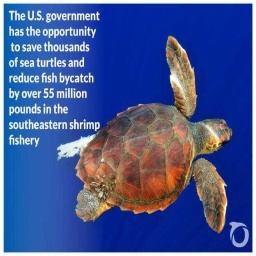 The U.S. government
has the opportunity
to save thousands
of sea turtles and
reduce fish bycatch
by over 55 million
pounds in the
southeastern shrimp
fishery